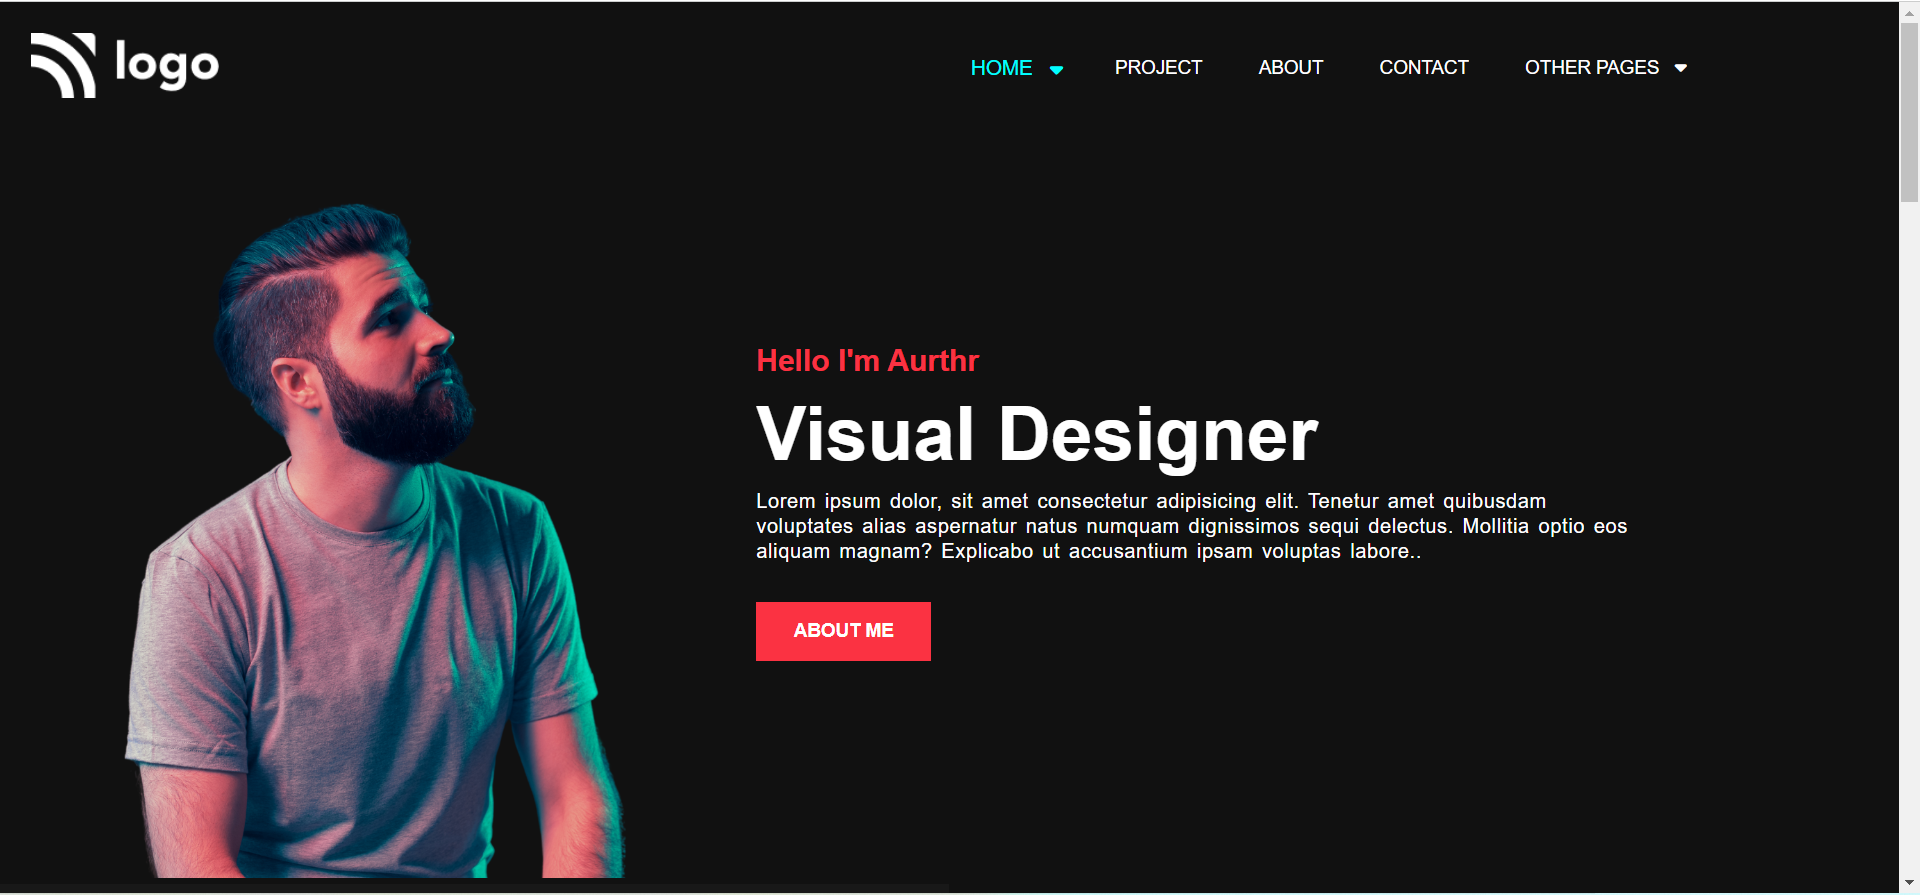 logo
HOME PROJECT ABOUT CONTACT OTHER PAGES
Hello I'm Aurthr
Visual Designer
Lorem ipsum dolor, sit amet consectetur adipisicing elit. Tenetur amet quibusdam
voluptates alias aspernatur natus numquam dignissimos sequi delectus. Mollitia optio eos
aliquam magnam? Explicabo ut accusantium ipsam voluptas labore..
ABOUT ME